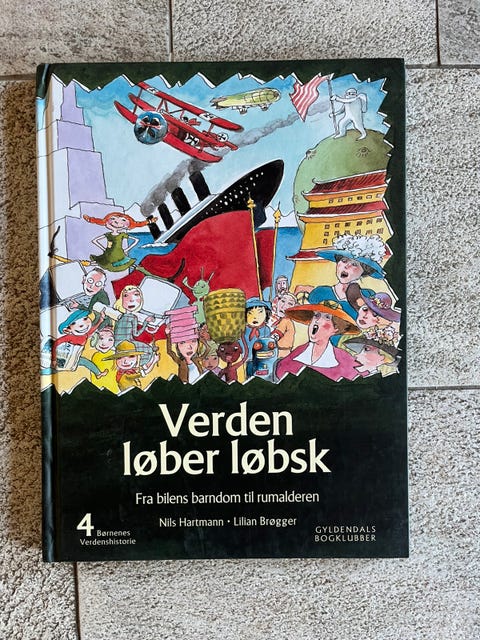 Verden
løber løbsk
Fra bilens barndom til rumalderen
Nils Hartmann · Lilian Brøgger
4 Børnenes
Verdenshistorie
GYLDENDALS
BOGKLUBBER